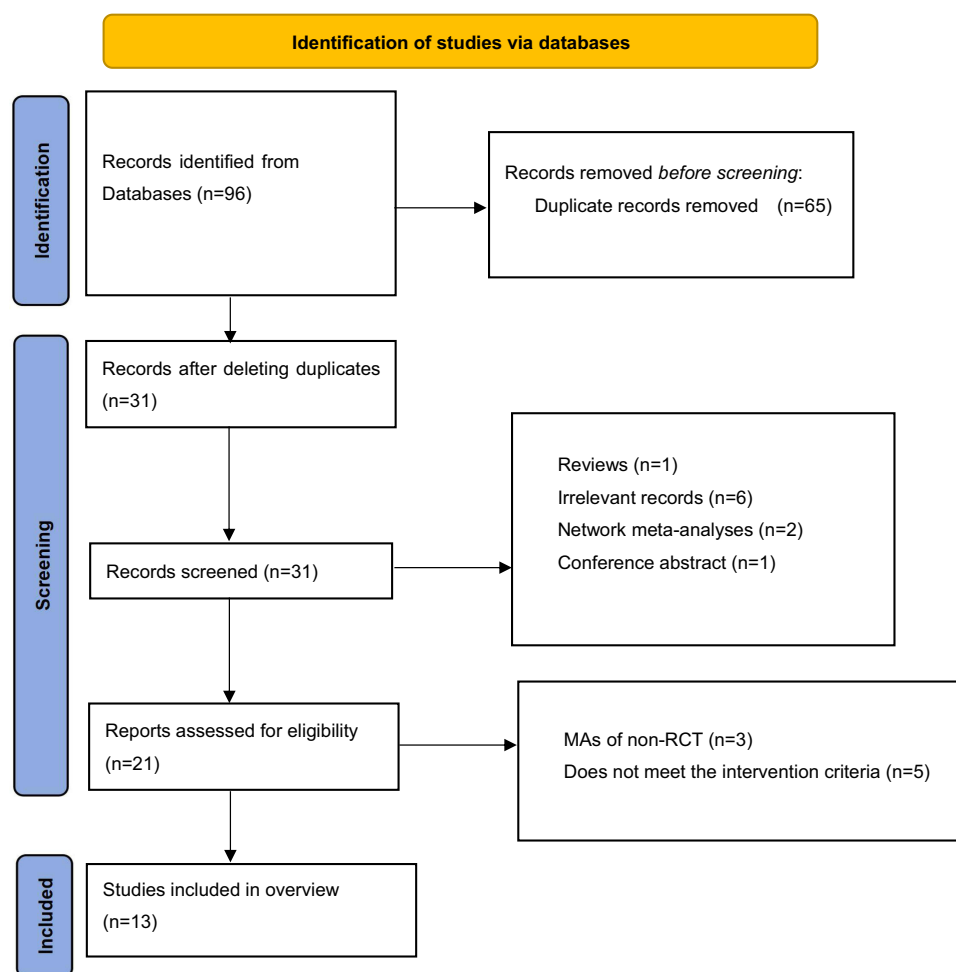 Identification of studies via databases
Identification
Records identified from
Databases (n=96)
Records removed before screening:
Duplicate records removed (n=65)
Screening
Records after deleting duplicates
(n=31)
Records screened (n=31)
Reviews (n=1)
Irrelevant records (n=6)
Network meta-analyses (n=2)
Conference abstract (n=1)
Reports assessed for eligibility
(n=21)
MAs of non-RCT (n=3)
Does not meet the intervention criteria (n=5)
Included
Studies included in overview
(n=13)